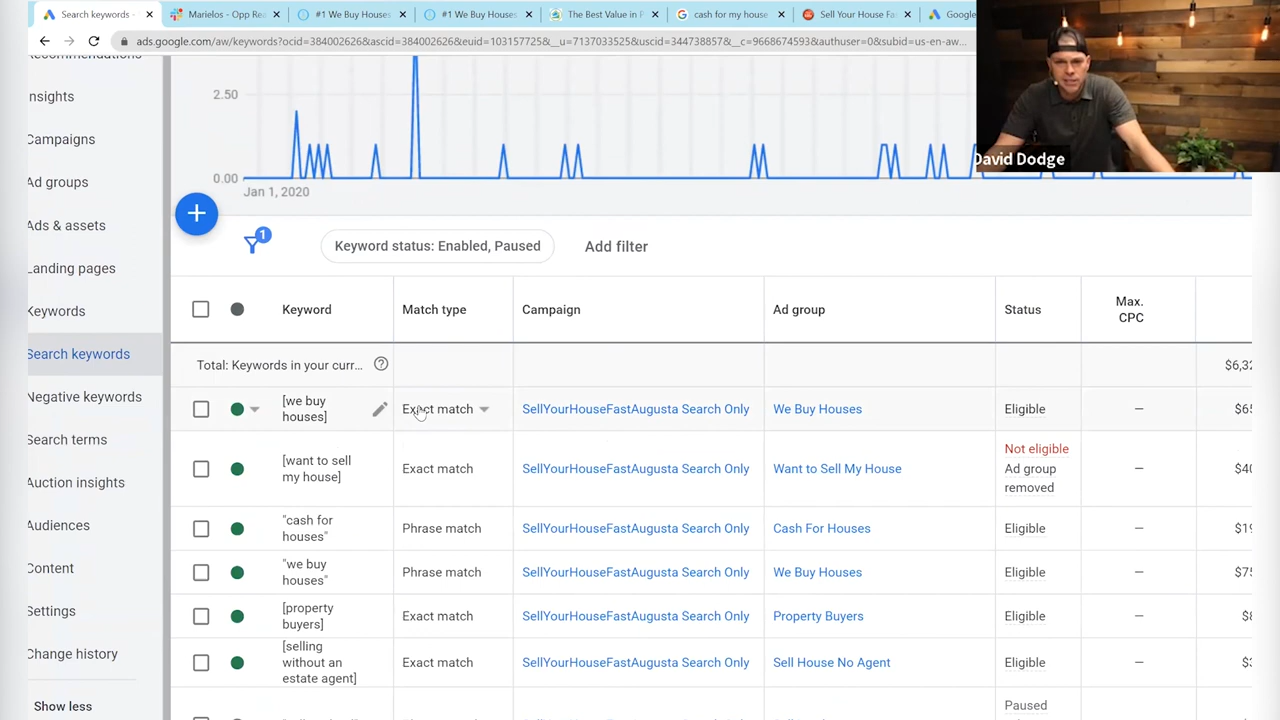 Search keywords -
Marielos - Opp Rea
#1 We Buy Houses
#1 We Buy Houses
The Best Value in P
cash for my house
Sell Your House Fa
Google
ads.google.com/aw/keywords?ocid=384002626&ascid=384002626&euid=103157725&__u=7137033525&uscid=344738857&__c=9668674593&authuser=0&subid=us-en-aw...
David Dodge
Recommendations
nsights
Campaigns
Ad groups
Ads & assets
Landing pages
Keywords
Search keywords
Negative keywords
Search terms
Auction insights
Audiences
Content
Settings
Change history
Show less
2.50
0.00
Jan 1, 2020
1
Keyword status: Enabled, Paused
Add filter
Keyword
Match type
Campaign
Ad group
Status
Max.
CPC
Total: Keywords in your curr...
$6,32
[we buy
houses]
Exact match
SellYourHouseFastAugusta Search Only
We Buy Houses
Eligible
—
$65
[want to sell
my house]
Exact match
SellYourHouseFastAugusta Search Only
Want to Sell My House
Not eligible
Ad group
removed
—
$40
"cash for
houses"
Phrase match
SellYourHouseFastAugusta Search Only
Cash For Houses
Eligible
—
$19
"we buy
houses"
Phrase match
SellYourHouseFastAugusta Search Only
We Buy Houses
Eligible
—
$75
[property
buyers]
Exact match
SellYourHouseFastAugusta Search Only
Property Buyers
Eligible
—
$8
[selling
without an
estate agent]
Exact match
SellYourHouseFastAugusta Search Only
Sell House No Agent
Eligible
—
$3
Paused